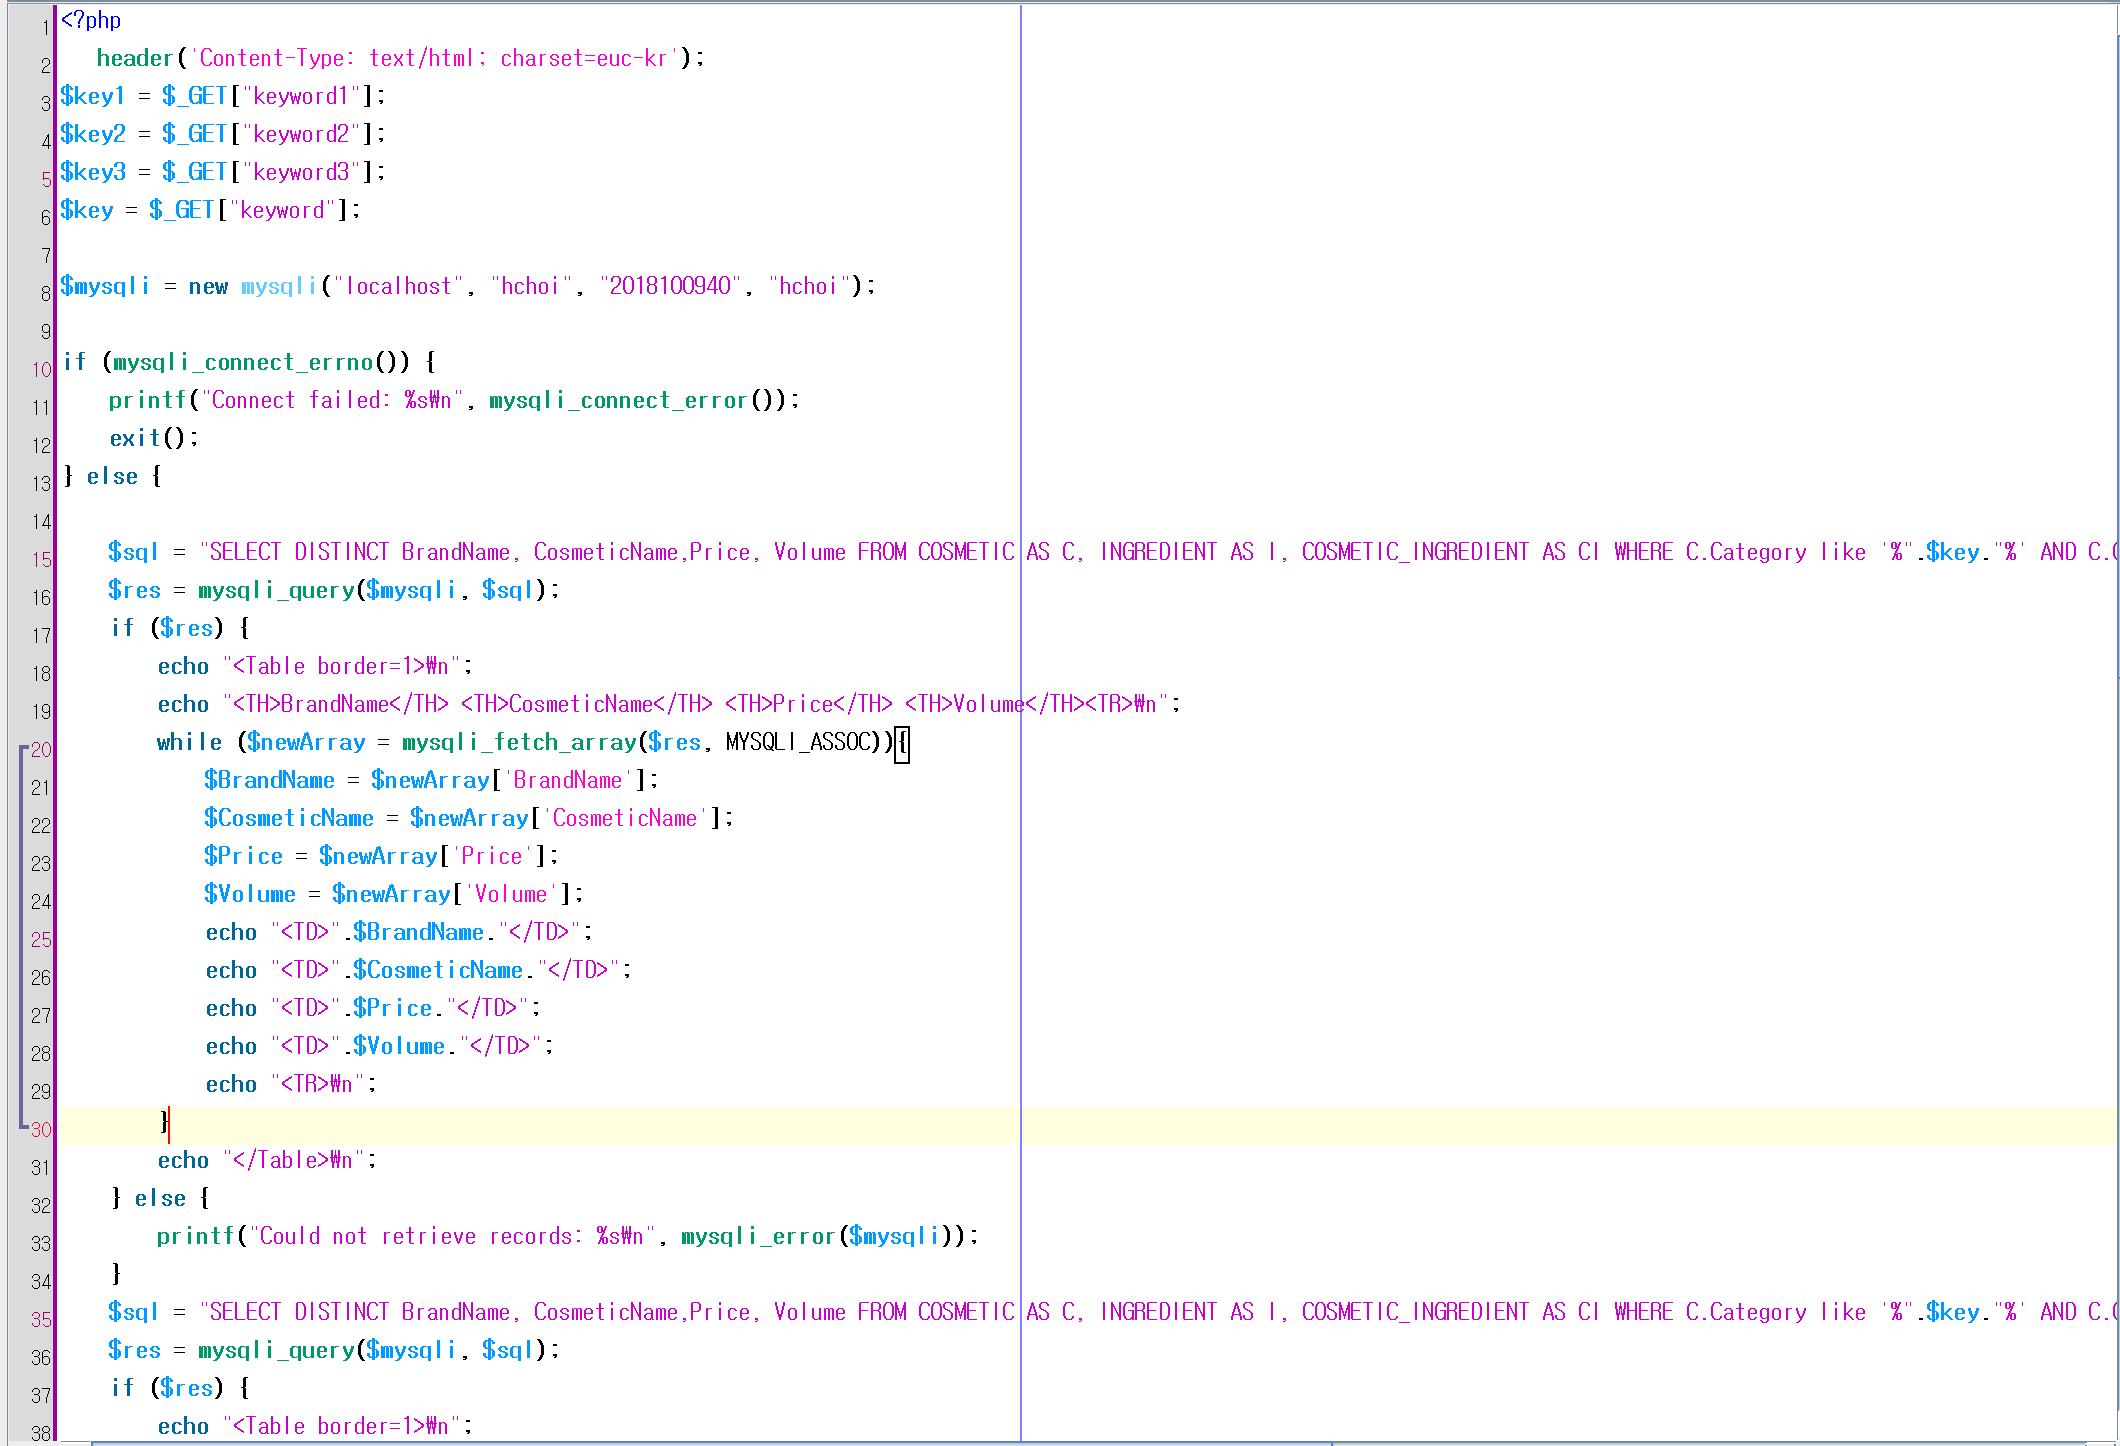 1 <?php
2 header('Content-Type: text/html; charset=euc-kr');
3 $key1 = $_GET["keyword1"];
4 $key2 = $_GET["keyword2"];
5 $key3 = $_GET["keyword3"];
6 $key = $_GET["keyword"];
7
8 $mysqli = new mysqli("localhost", "hchoi", "2018100940", "hchoi");
9
10 if (mysqli_connect_errno()) {
11 printf("Connect failed: %s₩n", mysqli_connect_error());
12 exit();
13 } else {
14
15 $sql = "SELECT DISTINCT BrandName, CosmeticName,Price, Volume FROM COSMETIC AS C, INGREDIENT AS I, COSMETIC_INGREDIENT AS CI WHERE C.Category like '%".$key."%' AND C.
16 $res = mysqli_query($mysqli, $sql);
17 if ($res) {
18 echo "<Table border=1>₩n";
19 echo "<TH>BrandName</TH> <TH>CosmeticName</TH> <TH>Price</TH> <TH>Volume</TH><TR>₩n";
20 while ($newArray = mysqli_fetch_array($res, MYSQLI_ASSOC)){
21 $BrandName = $newArray['BrandName'];
22 $CosmeticName = $newArray['CosmeticName'];
23 $Price = $newArray['Price'];
24 $Volume = $newArray['Volume'];
25 echo "<TD>".$BrandName."</TD>";
26 echo "<TD>".$CosmeticName."</TD>";
27 echo "<TD>".$Price."</TD>";
28 echo "<TD>".$Volume."</TD>";
29 echo "<TR>₩n";
30 }
31 echo "</Table>₩n";
32 } else {
33 printf("Could not retrieve records: %s₩n", mysqli_error($mysqli));
34 }
35 $sql = "SELECT DISTINCT BrandName, CosmeticName,Price, Volume FROM COSMETIC AS C, INGREDIENT AS I, COSMETIC_INGREDIENT AS CI WHERE C.Category like '%".$key."%' AND C.
36 $res = mysqli_query($mysqli, $sql);
37 if ($res) {
38 echo "<Table border=1>₩n";